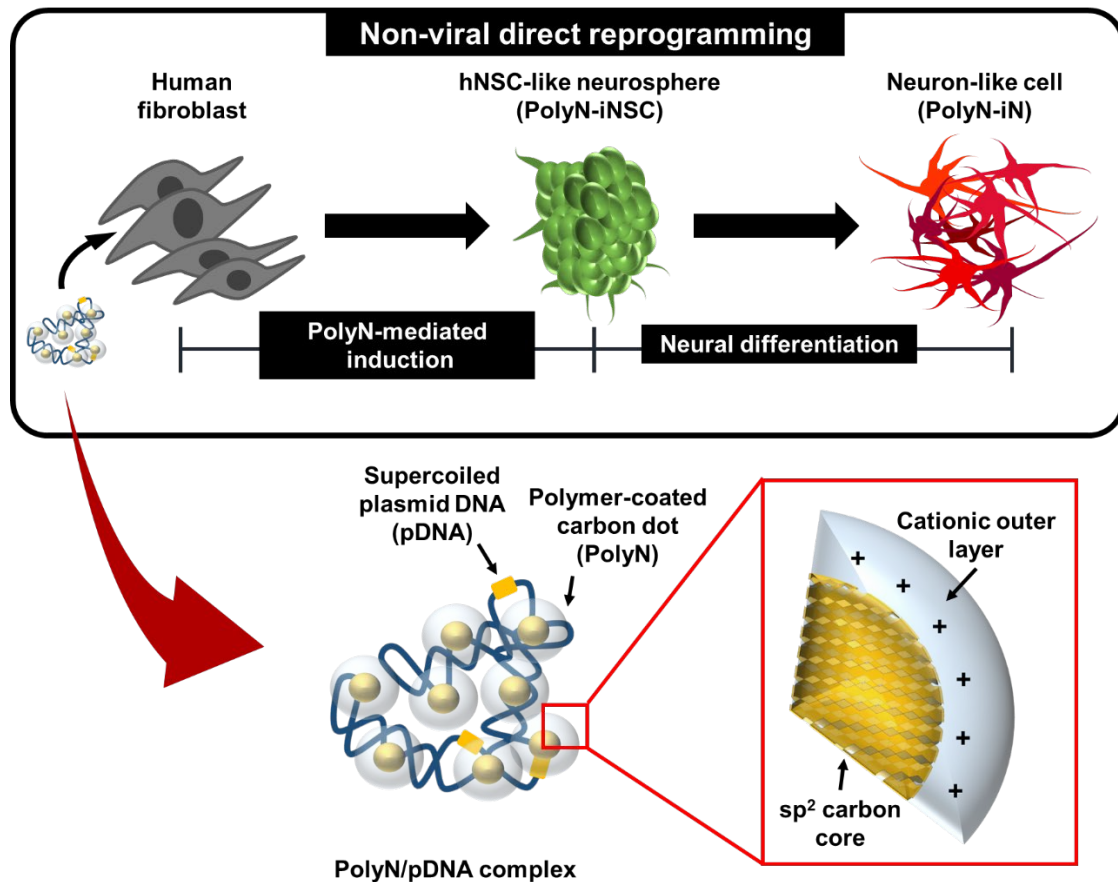 Non-viral direct reprogramming
Human
fibroblast
hNSC-like neurosphere
(PolyN-iNSC)
Neuron-like cell
(PolyN-iN)
PolyN-mediated
induction
Neural differentiation
Supercoiled
plasmid DNA
(pDNA)
Polymer-coated
carbon dot
(PolyN)
Cationic outer
layer
+
+
+
+
+
+
sp² carbon
core
PolyN/pDNA complex